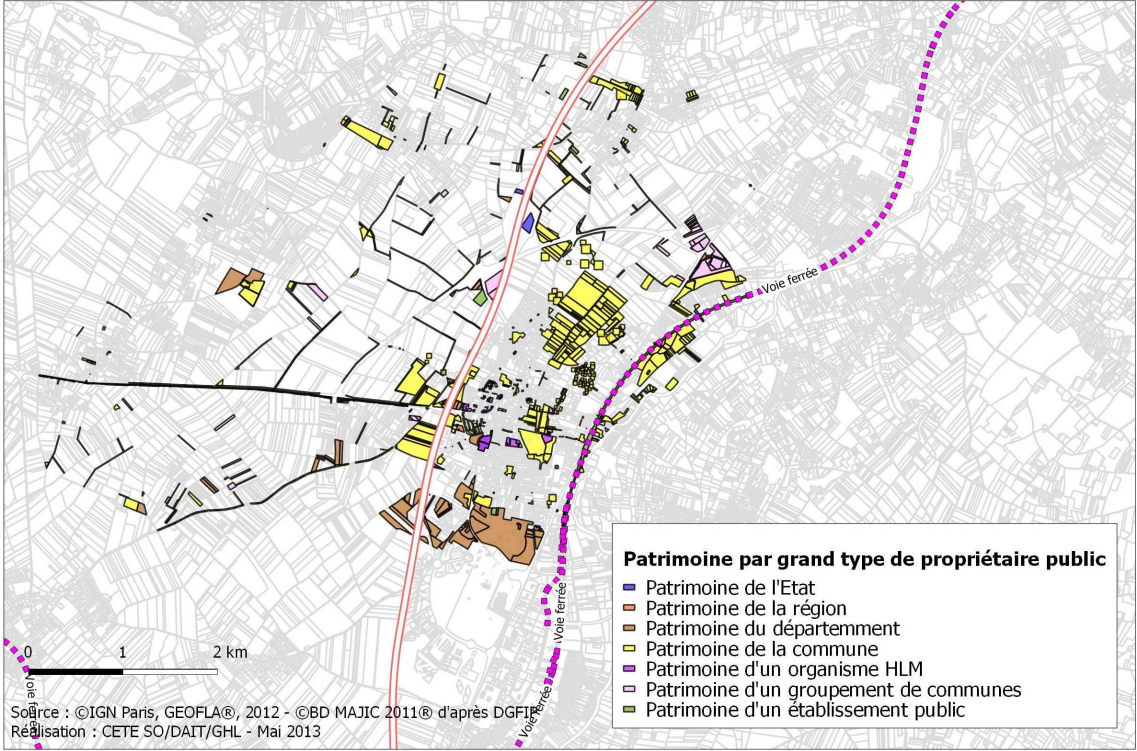 Voie ferrée
Patrimoine par grand type de propriétaire public
Patrimoine de l'Etat
Patrimoine de la région
Patrimoine du départemment
Patrimoine de la commune
Patrimoine d'un organisme HLM
Patrimoine d'un groupement de communes
Patrimoine d'un établissement public
Voie ferrée
Voie ferrée
Voie ferrée
0 1 2 km
Source : ©IGN Paris, GEOFLA®, 2012 - ©BD MAJIC 2011® d'après DGFIP
Réalisation : CETE SO/DAIT/GHL - Mai 2013